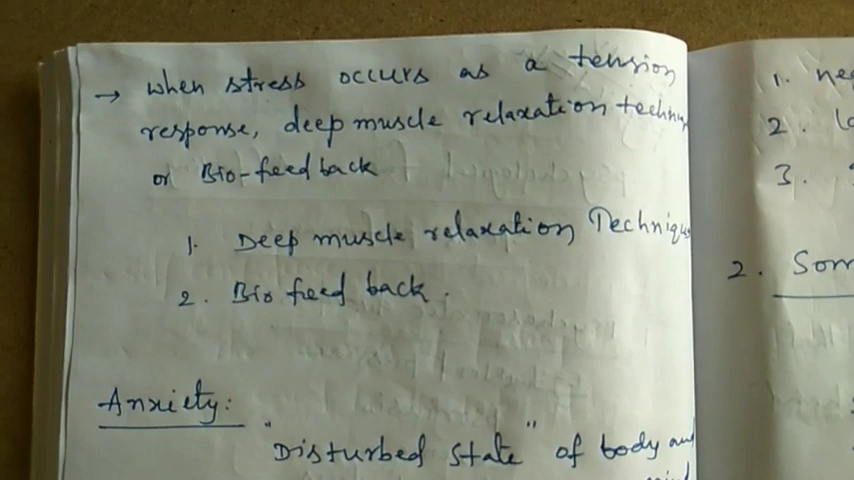 → when stress occurs as a tension
response, deep muscle relaxation techniqu
or Bio-feed back
1. Deep muscle relaxation Technique
2. Bio feed back.
Anxiety:
"Disturbed state" of body and
1.
2.
3.
2. Som